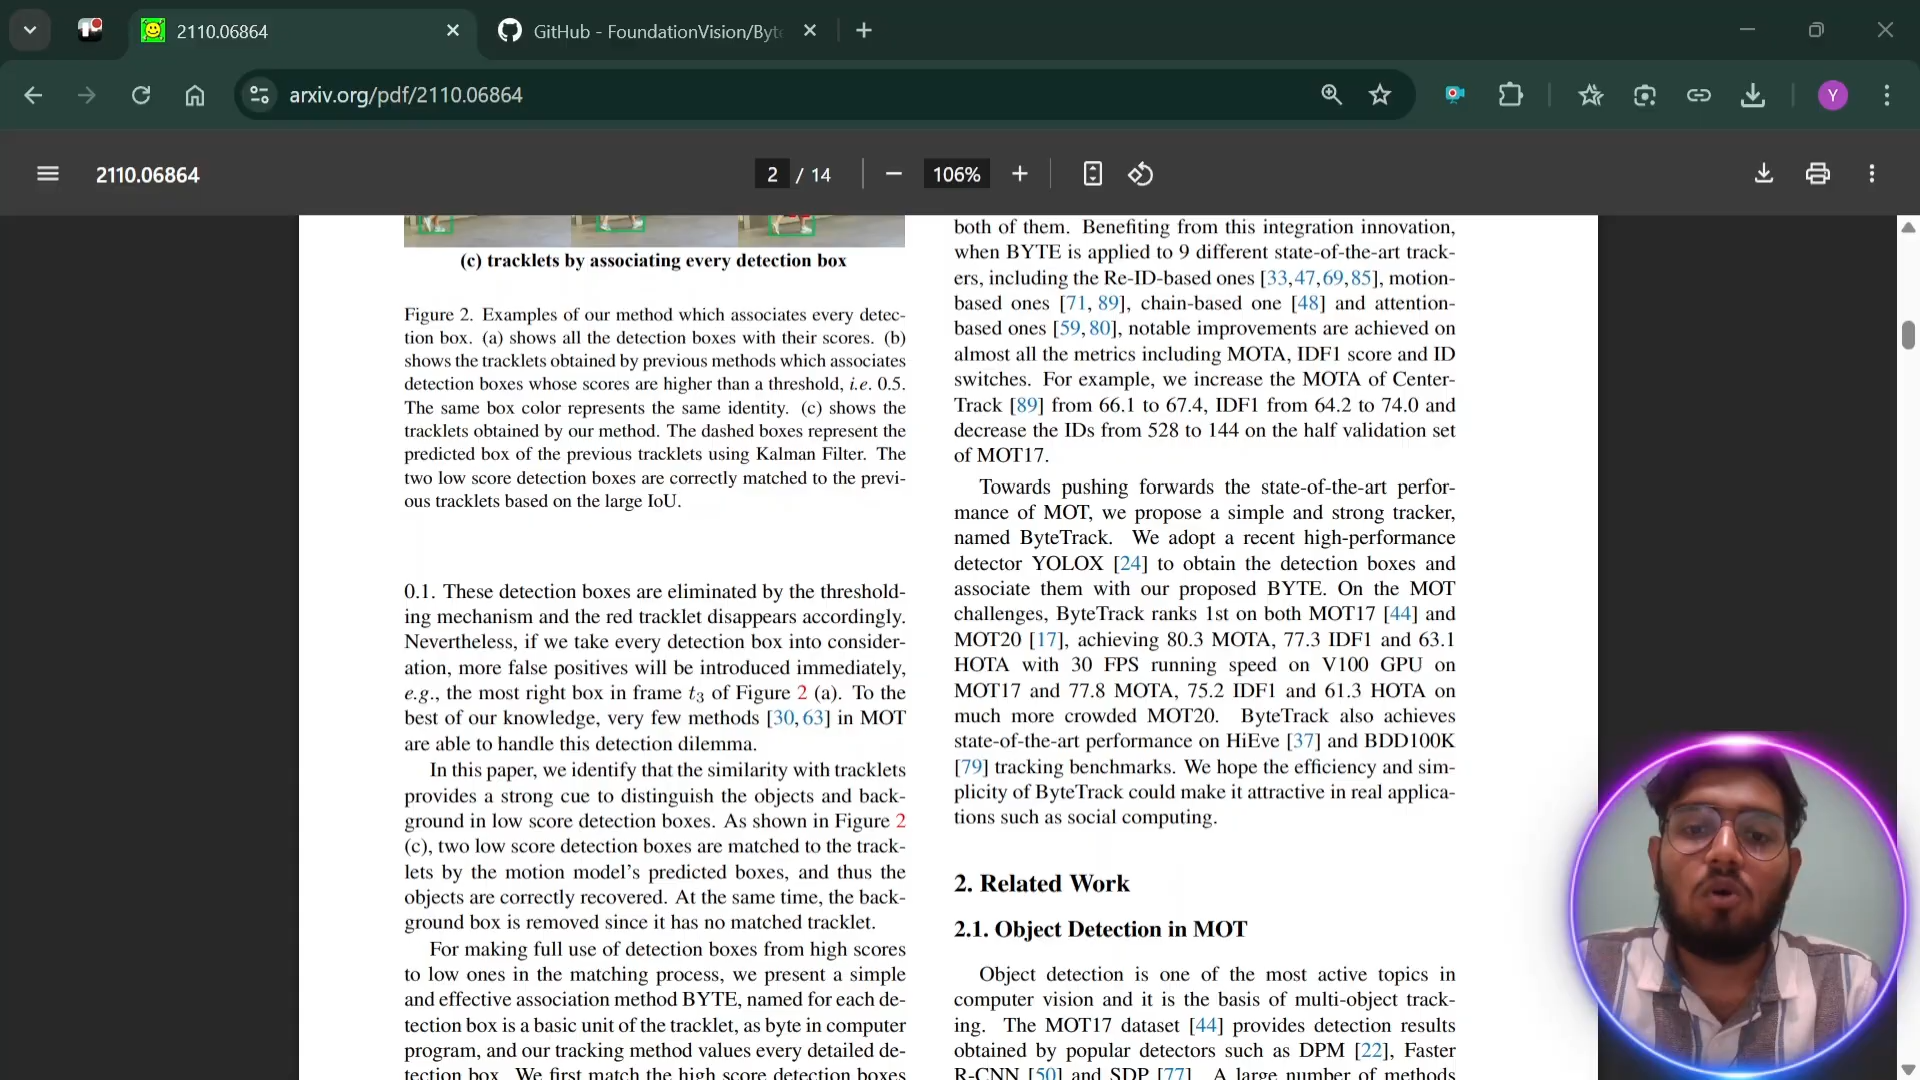 2110.06864
GitHub - FoundationVision/Byt
arxiv.org/pdf/2110.06864
Y
2110.06864
2 / 14
106%
(c) tracklets by associating every detection box
Figure 2. Examples of our method which associates every detec-
tion box. (a) shows all the detection boxes with their scores. (b)
shows the tracklets obtained by previous methods which associates
detection boxes whose scores are higher than a threshold, i.e. 0.5.
The same box color represents the same identity. (c) shows the
tracklets obtained by our method. The dashed boxes represent the
predicted box of the previous tracklets using Kalman Filter. The
two low score detection boxes are correctly matched to the previ-
ous tracklets based on the large IoU.
0.1. These detection boxes are eliminated by the threshold-
ing mechanism and the red tracklet disappears accordingly.
Nevertheless, if we take every detection box into consider-
ation, more false positives will be introduced immediately,
e.g., the most right box in frame t3 of Figure 2 (a). To the
best of our knowledge, very few methods [30,63] in MOT
are able to handle this detection dilemma.
In this paper, we identify that the similarity with tracklets
provides a strong cue to distinguish the objects and back-
ground in low score detection boxes. As shown in Figure 2
(c), two low score detection boxes are matched to the track-
lets by the motion model's predicted boxes, and thus the
objects are correctly recovered. At the same time, the back-
ground box is removed since it has no matched tracklet.
For making full use of detection boxes from high scores
to low ones in the matching process, we present a simple
and effective association method BYTE, named for each de-
tection box is a basic unit of the tracklet, as byte in computer
program, and our tracking method values every detailed de-
tection box. We first match the high score detection boxes
both of them. Benefiting from this integration innovation,
when BYTE is applied to 9 different state-of-the-art track-
ers, including the Re-ID-based ones [33,47,69,85], motion-
based ones [71, 89], chain-based one [48] and attention-
based ones [59,80], notable improvements are achieved on
almost all the metrics including MOTA, IDF1 score and ID
switches. For example, we increase the MOTA of Center-
Track [89] from 66.1 to 67.4, IDF1 from 64.2 to 74.0 and
decrease the IDs from 528 to 144 on the half validation set
of MOT17.
Towards pushing forwards the state-of-the-art perfor-
mance of MOT, we propose a simple and strong tracker,
named ByteTrack. We adopt a recent high-performance
detector YOLOX [24] to obtain the detection boxes and
associate them with our proposed BYTE. On the MOT
challenges, ByteTrack ranks 1st on both MOT17 [44] and
MOT20 [17], achieving 80.3 MOTA, 77.3 IDF1 and 63.1
HOTA with 30 FPS running speed on V100 GPU on
MOT17 and 77.8 MOTA, 75.2 IDF1 and 61.3 HOTA on
much more crowded MOT20. ByteTrack also achieves
state-of-the-art performance on HiEve [37] and BDD100K
[79] tracking benchmarks. We hope the efficiency and sim-
plicity of ByteTrack could make it attractive in real applica-
tions such as social computing.
2. Related Work
2.1. Object Detection in MOT
Object detection is one of the most active topics in
computer vision and it is the basis of multi-object track-
ing. The MOT17 dataset [44] provides detection results
obtained by popular detectors such as DPM [22], Faster
R-CNN [50] and SDP [77]. A large number of methods